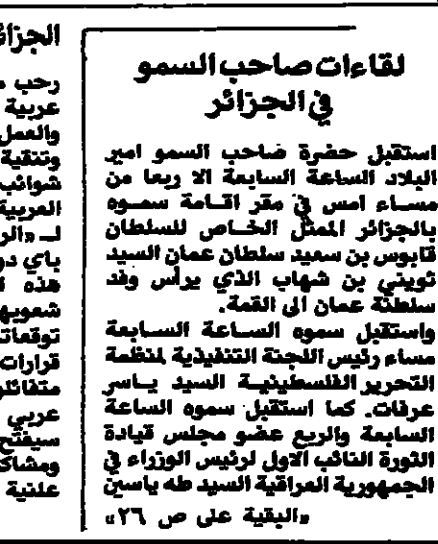 لقاءات صاحب السمو
في الجزائر
استقبل حضرة صاحب السمو امير
البلاد الساعة السابعة الا ربعا من
مساء امس في مقر اقامة سموه
بالجزائر الممثل الخاص للسلطان
قابوس بن سعيد سلطان عمان السيد
ثويني بن شهاب الذي يرأس وفد
سلطنة عمان الى القمة.
واستقبل سموه الساعة السابعة
مساء رئيس اللجنة التنفيذية لمنظمة
التحرير الفلسطينية السيد ياسر
عرفات. كما استقبل سموه الساعة
السابعة والربع عضو مجلس قيادة
الثورة النائب الاول لرئيس الوزراء في
الجمهورية العراقية السيد طه ياسين
«البقية على ص ٢٦»
رحب
عربية
والعمل
وتنقية
شوائب
العربية
لـ «الر
باي دو
هذه
شعوبها
توقعات
قرارات
متفائلو
عربي
سيفتح
ومشاك
علنية